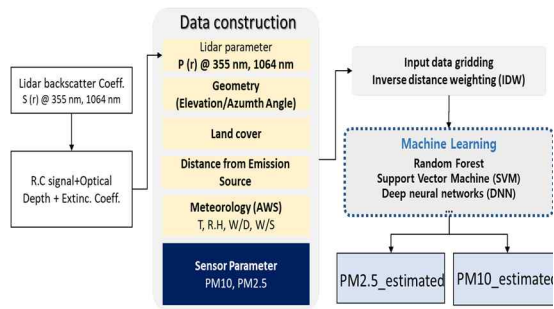 Data construction
Lidar parameter
P (r) @ 355 nm, 1064 nm
Geometry
(Elevation/Azumth Angle)
Land cover
Distance from Emission
Source
Meteorology (AWS)
T, R.H, W/D, W/S
Sensor Parameter
PM10, PM2.5
Lidar backscatter Coeff.
S (r) @ 355 nm, 1064 nm
R.C signal+Optical
Depth + Extinc. Coeff.
Input data gridding
Inverse distance weighting (IDW)
Machine Learning
Random Forest
Support Vector Machine (SVM)
Deep neural networks (DNN)
...
PM2.5_estimated
PM10_estimated